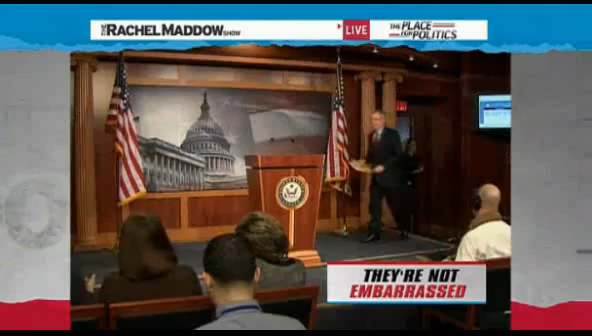 THE RACHEL MADDOW SHOW
LIVE
THE PLACE FOR POLITICS
THEY'RE NOT
EMBARRASSED